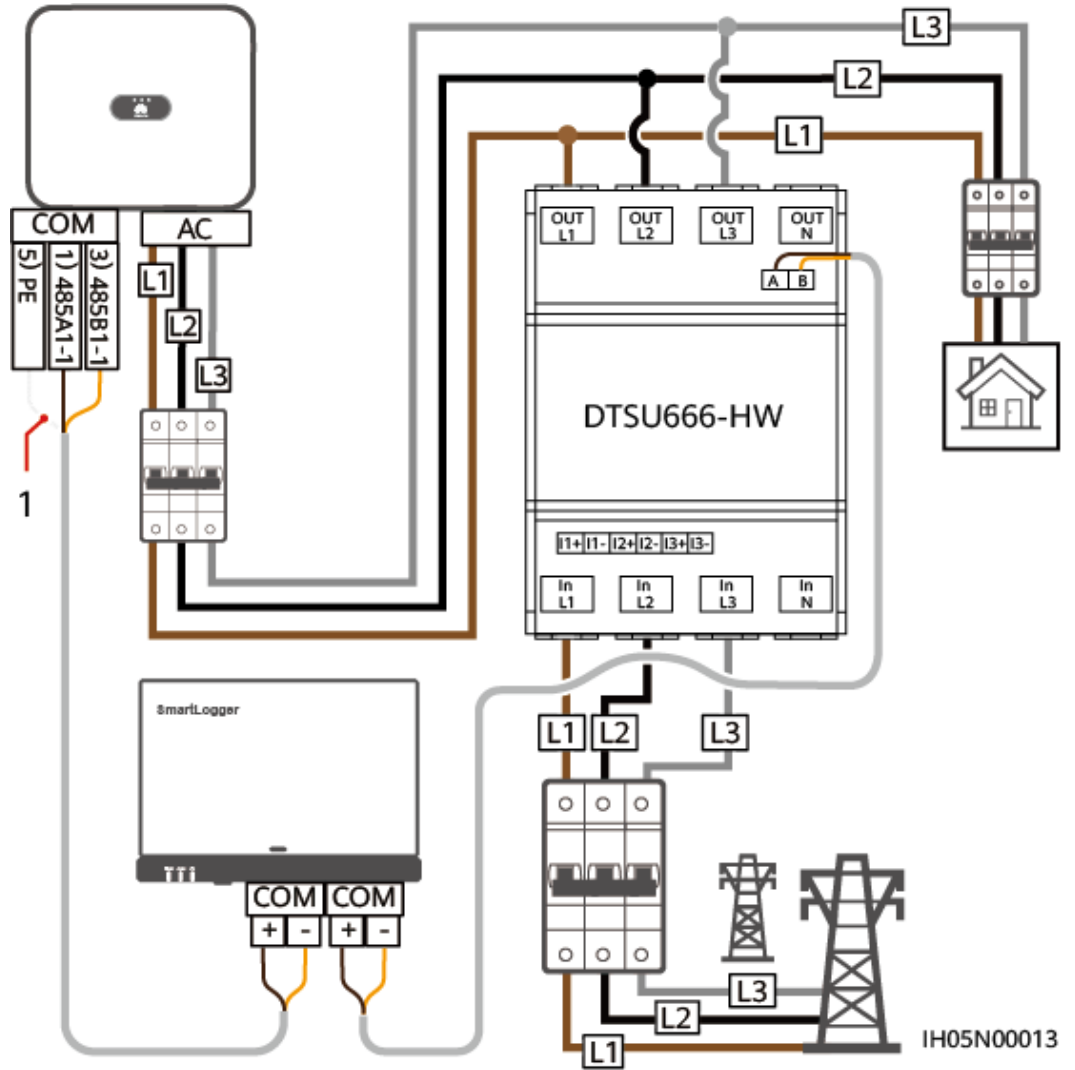 L3
L2
L1
COM
AC
5) PE
1) 485A1-1
3) 485B1-1
L1
L2
L3
1
OUT
L1
OUT
L2
OUT
L3
OUT
N
A B
DTSU666-HW
I1+ I1- I2+ I2- I3+ I3-
In
L1
In
L2
In
L3
In
N
SmartLogger
L1
L2
L3
COM
COM
+ -
+ -
L3
L2
L1
IH05N00013